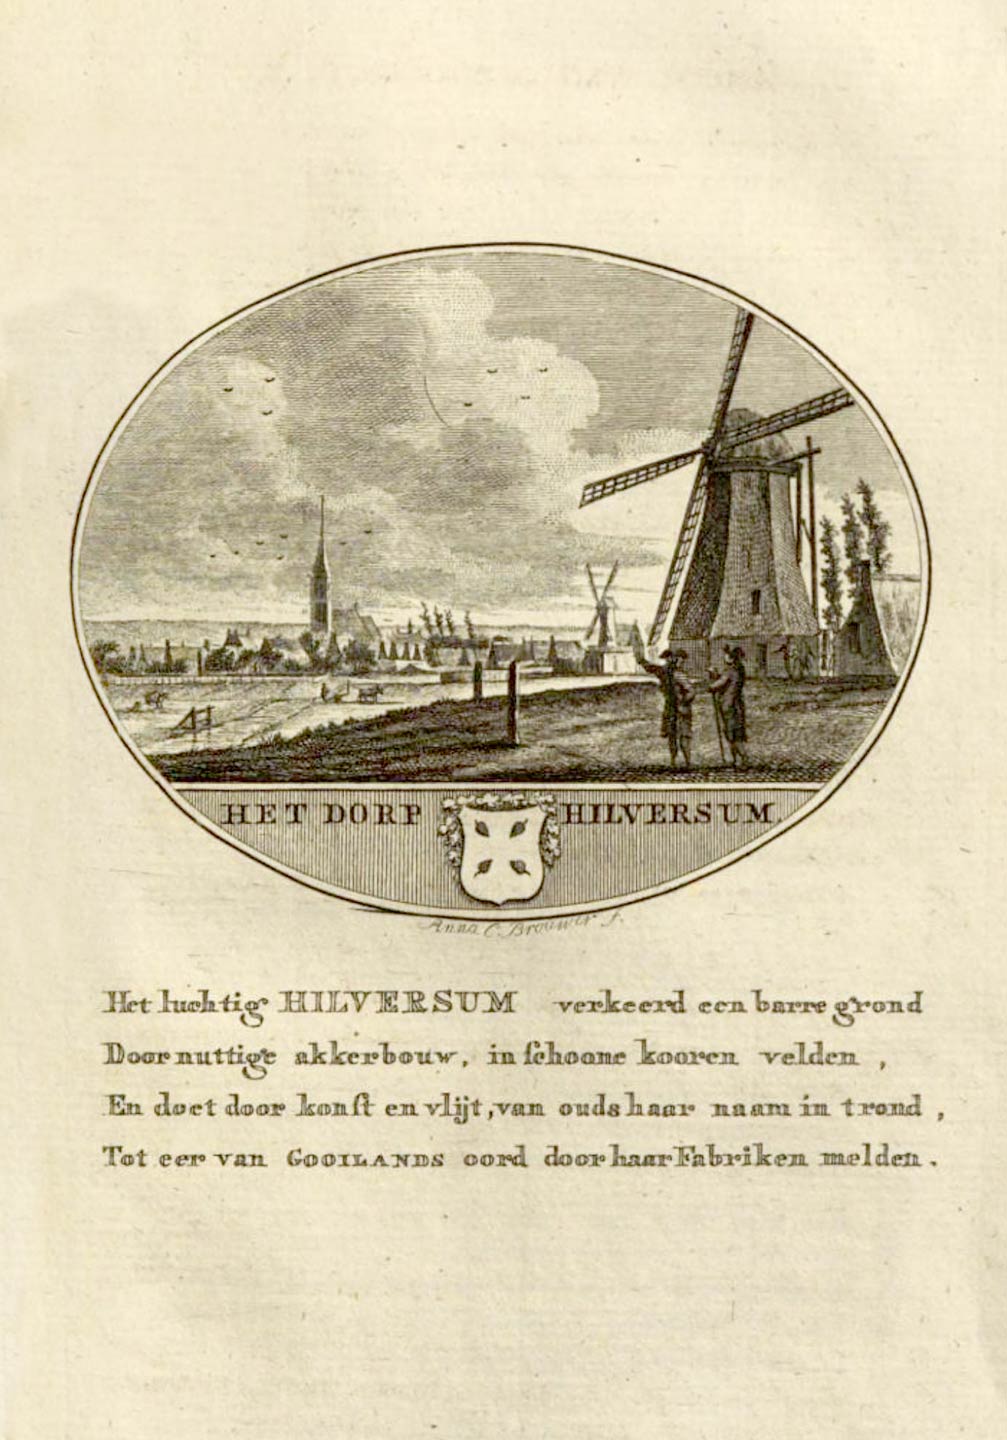 HET DORP HILVERSUM.
Anna C. Brouwer f.
Het luchtig HILVERSUM verkeerd een barre grond
Door nuttige akkerbouw, in ſchoone kooren velden,
En doet door konſt en vlijt, van ouds haar naam in t rond,
Tot eer van GOOILANDS oord door haar Fabriken melden.